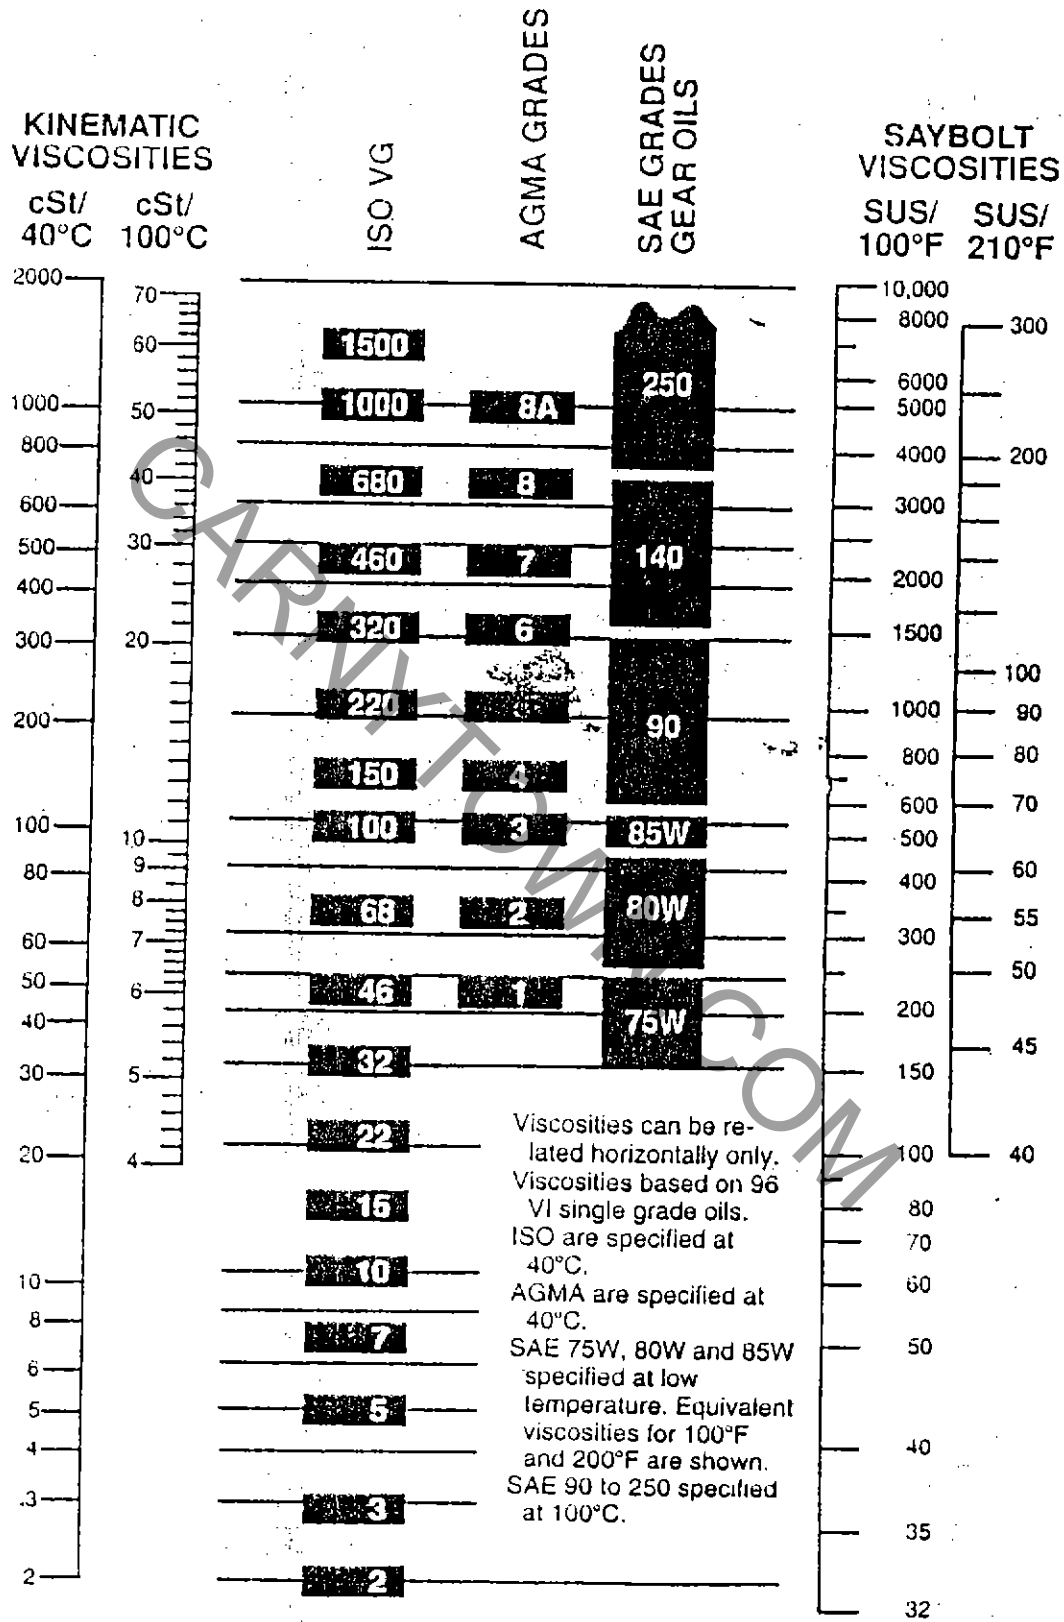 KINEMATIC
VISCOSITIES
cSt/
40°C
cSt/
100°C
ISO VG
AGMA GRADES
SAE GRADES
GEAR OILS
SAYBOLT
VISCOSITIES
SUS/
100°F
SUS/
210°F
2000
1000
800
600
500
400
300
200
100
80
60
50
40
30
20
10
8
6
5
4
3
2
70
60
50
40
30
20
10
9
8
7
6
5
4
1500
1000
680
460
320
220
150
100
68
46
32
22
15
10
7
5
3
2
8A
8
7
6
4
3
2
1
250
140
90
85W
80W
75W
10,000
8000
6000
5000
4000
3000
2000
1500
1000
800
600
500
400
300
200
150
100
80
70
60
50
40
35
32
300
200
100
90
80
70
60
55
50
45
40
Viscosities can be re-
lated horizontally only.
Viscosities based on 96
VI single grade oils.
ISO are specified at
40°C.
AGMA are specified at
40°C.
SAE 75W, 80W and 85W
specified at low
temperature. Equivalent
viscosities for 100°F
and 200°F are shown.
SAE 90 to 250 specified
at 100°C.
CARNYTOWN.COM